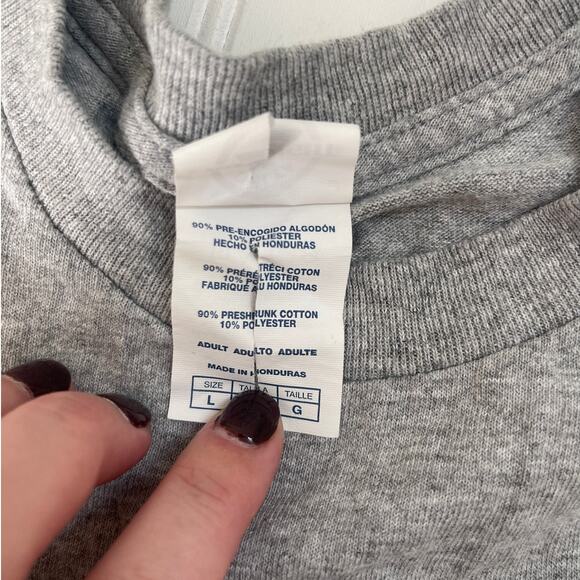 90% PRE-ENCOGIDO ALGODÓN
10% POLIESTER
HECHO EN HONDURAS
90% PRÉRÉTRÉCI COTON
10% POLYESTER
FABRIQUÉ AU HONDURAS
90% PRESHRUNK COTTON
10% POLYESTER
ADULT ADULTO ADULTE
MADE IN HONDURAS
SIZE TALLA TAILLE
L G